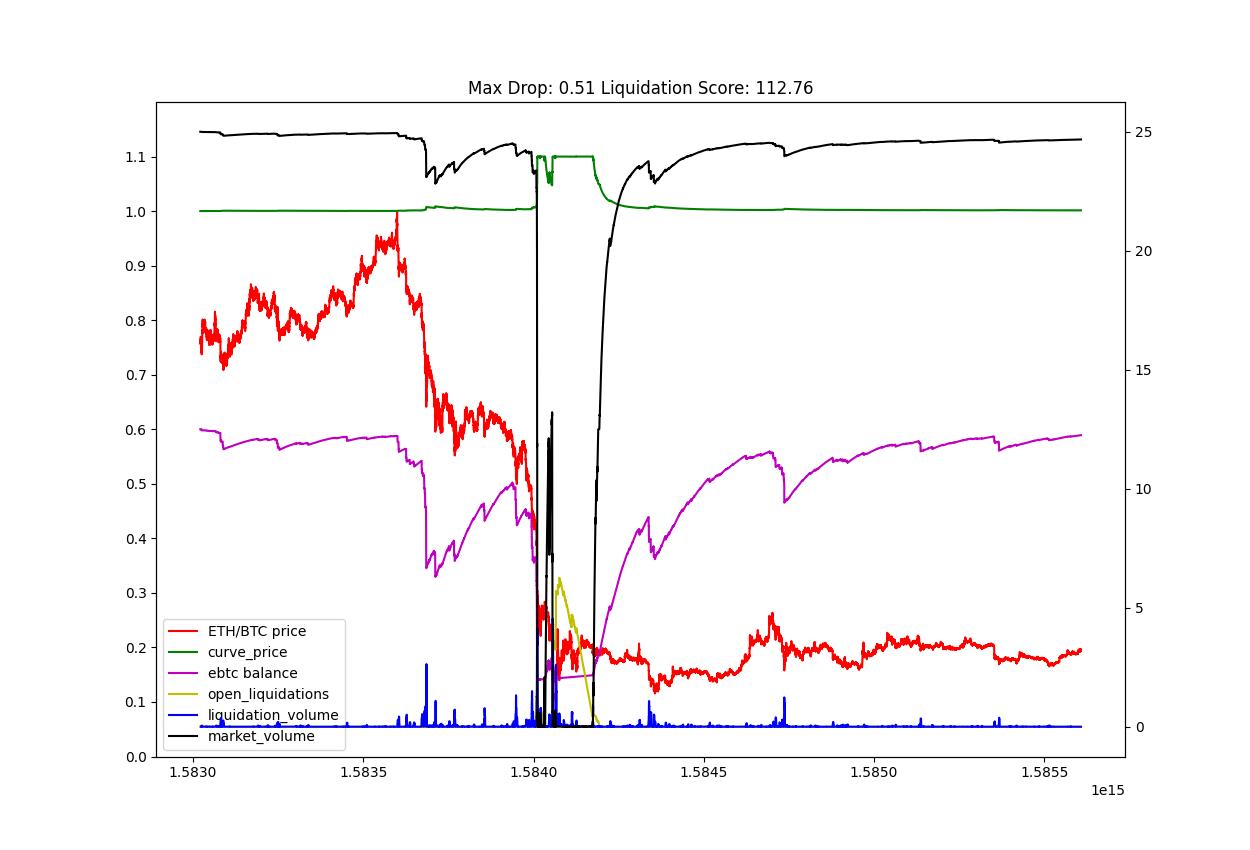 Max Drop: 0.51 Liquidation Score: 112.76
1.1
1.0
0.9
0.8
0.7
0.6
0.5
0.4
0.3
0.2
0.1
0.0
25
20
15
10
5
0
ETH/BTC price
curve_price
ebtc balance
open_liquidations
liquidation_volume
market_volume
1.5830 1.5835 1.5840 1.5845 1.5850 1.5855
1e15